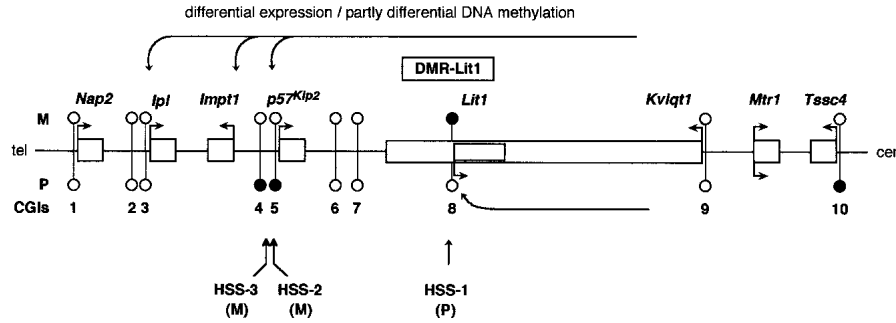 differential expression / partly differential DNA methylation
DMR-Lit1
Nap2 Ipl Impt1 p57Kip2 Lit1 Kvlqt1 Mtr1 Tssc4
M
tel cen
P
CGIs 1 2 3 4 5 6 7 8 9 10
HSS-3 HSS-2 HSS-1
(M) (M) (P)